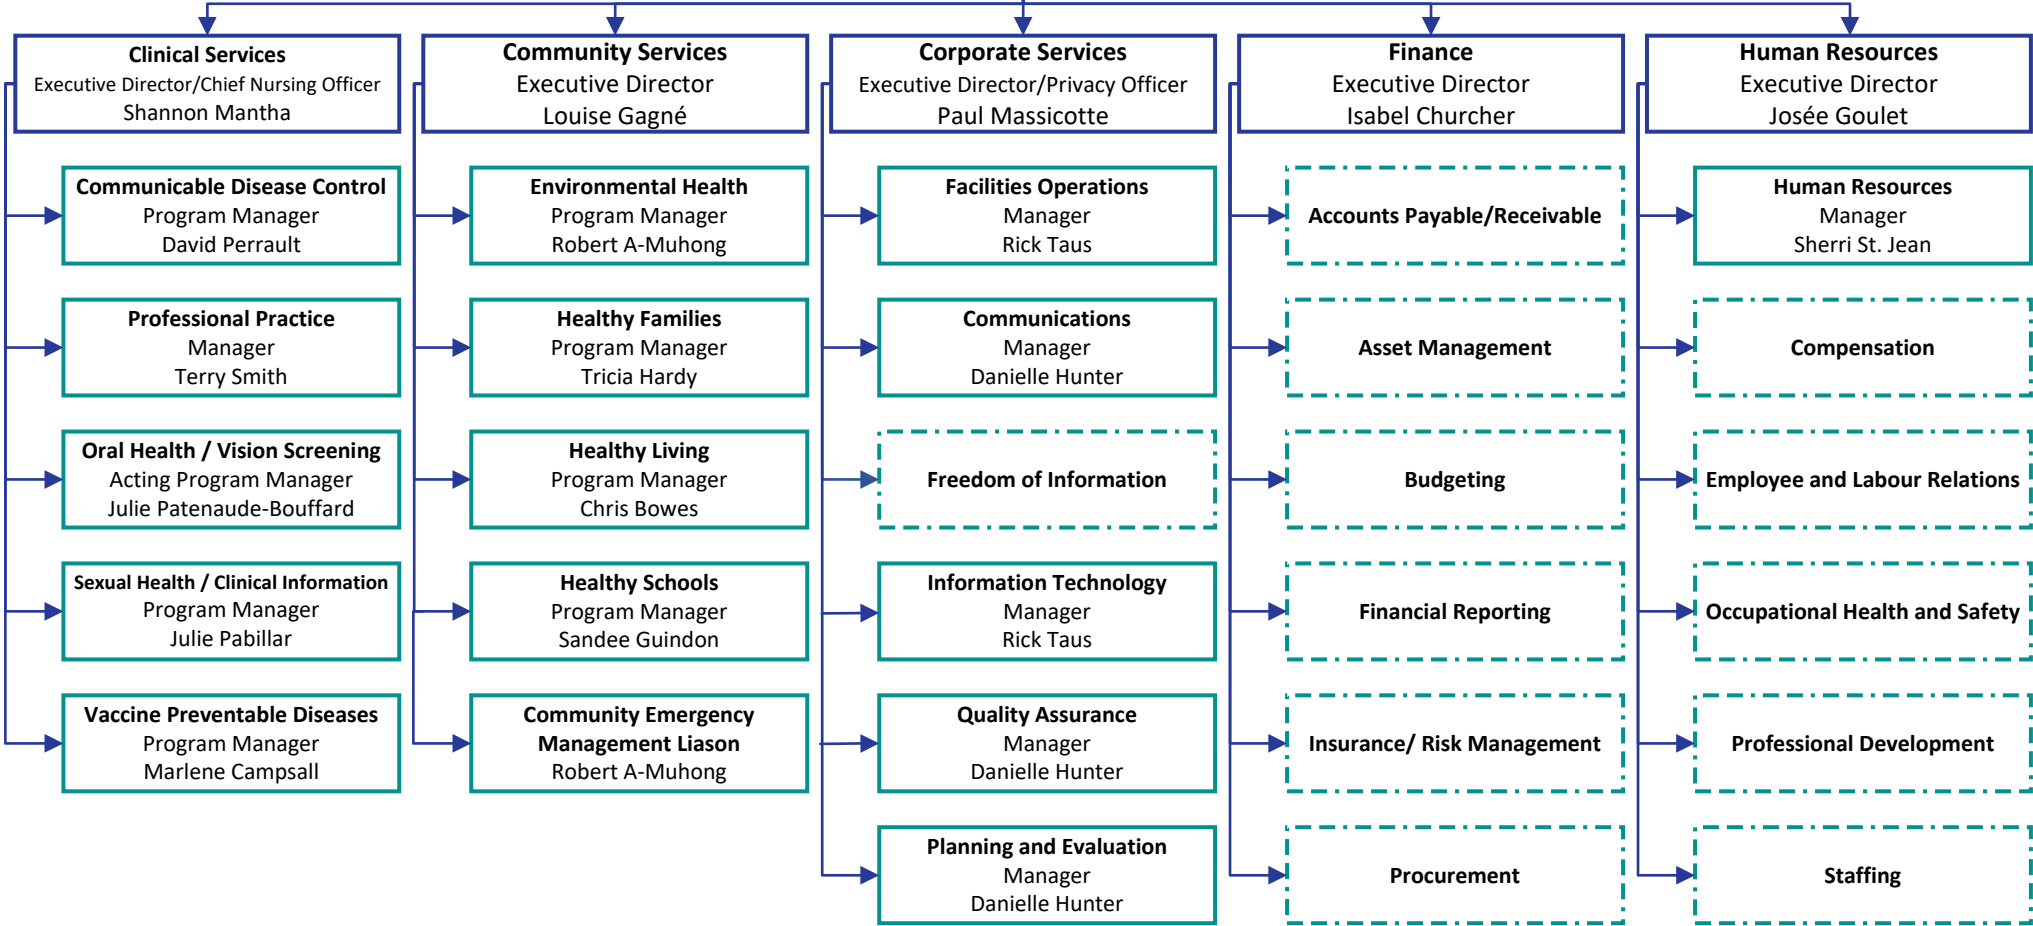 Clinical Services
Executive Director/Chief Nursing Officer
Shannon Mantha
Community Services
Executive Director
Louise Gagné
Corporate Services
Executive Director/Privacy Officer
Paul Massicotte
Finance
Executive Director
Isabel Churcher
Human Resources
Executive Director
Josée Goulet
Communicable Disease Control
Program Manager
David Perrault
Environmental Health
Program Manager
Robert A-Muhong
Facilities Operations
Manager
Rick Taus
Accounts Payable/Receivable
Human Resources
Manager
Sherri St. Jean
Professional Practice
Manager
Terry Smith
Healthy Families
Program Manager
Tricia Hardy
Communications
Manager
Danielle Hunter
Asset Management
Compensation
Oral Health / Vision Screening
Acting Program Manager
Julie Patenaude-Bouffard
Healthy Living
Program Manager
Chris Bowes
Freedom of Information
Budgeting
Employee and Labour Relations
Sexual Health / Clinical Information
Program Manager
Julie Pabillar
Healthy Schools
Program Manager
Sandee Guindon
Information Technology
Manager
Rick Taus
Financial Reporting
Occupational Health and Safety
Vaccine Preventable Diseases
Program Manager
Marlene Campsall
Community Emergency
Management Liason
Robert A-Muhong
Quality Assurance
Manager
Danielle Hunter
Insurance/ Risk Management
Professional Development
Planning and Evaluation
Manager
Danielle Hunter
Procurement
Staffing